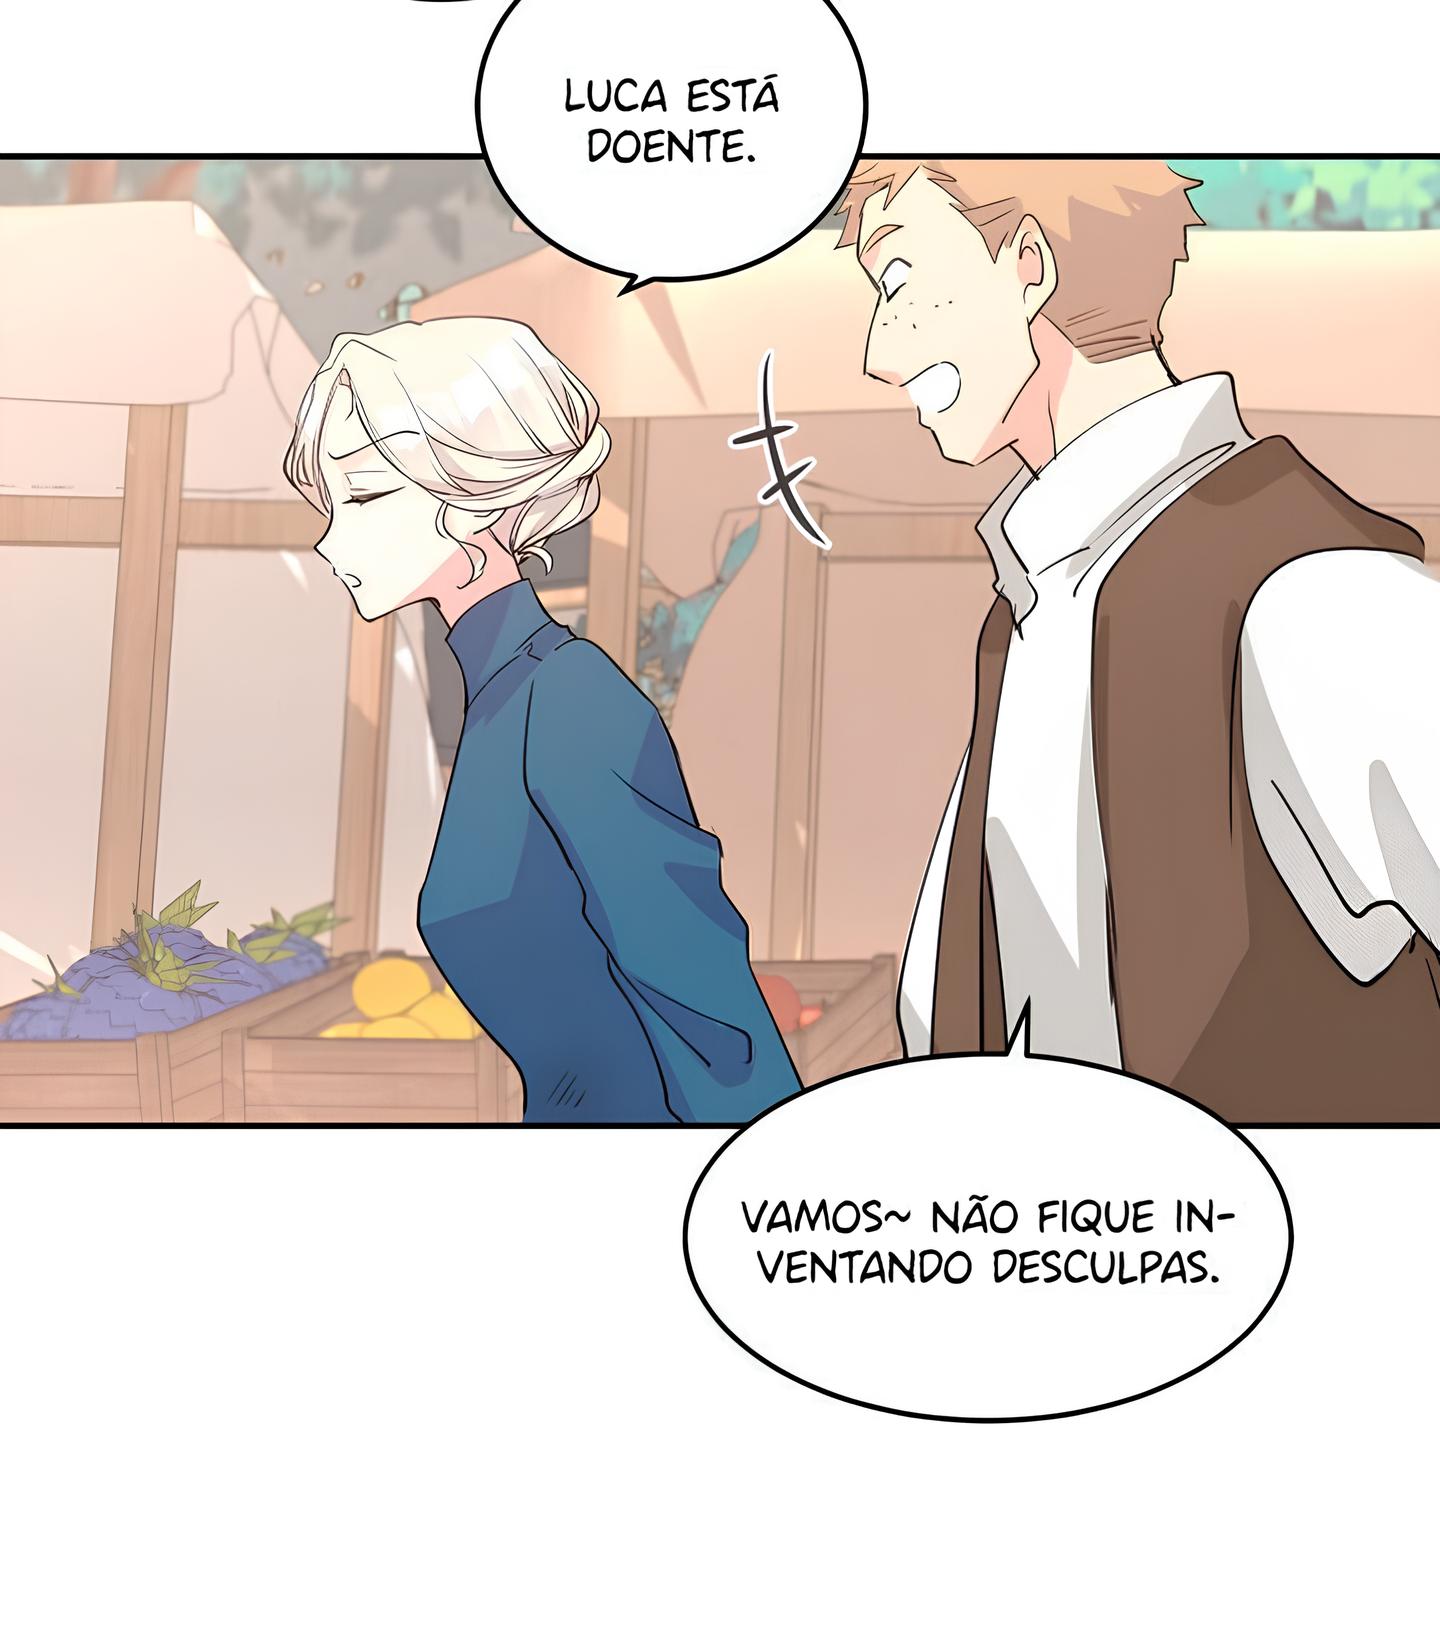 LUCA ESTÁ
DOENTE.
VAMOS~ NÃO FIQUE IN-
VENTANDO DESCULPAS.